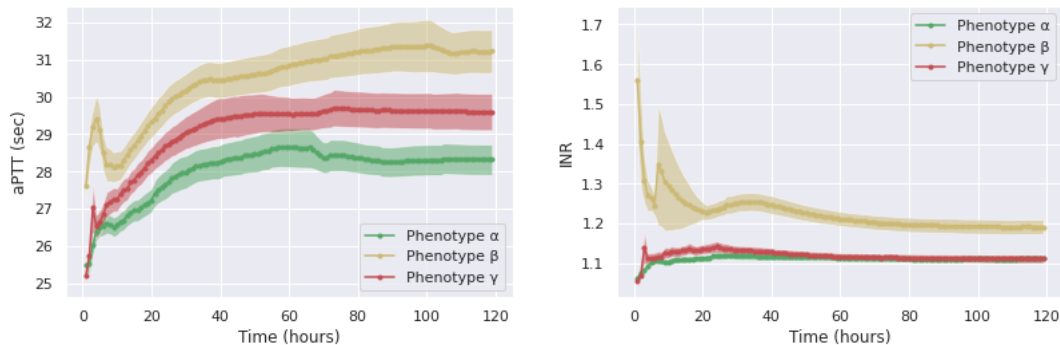 32
31
30
29
28
27
26
25
aPTT (sec)
Phenotype α
Phenotype β
Phenotype γ
0 20 40 60 80 100 120
Time (hours)
1.7
1.6
1.5
1.4
1.3
1.2
1.1
INR
Phenotype α
Phenotype β
Phenotype γ
0 20 40 60 80 100 120
Time (hours)